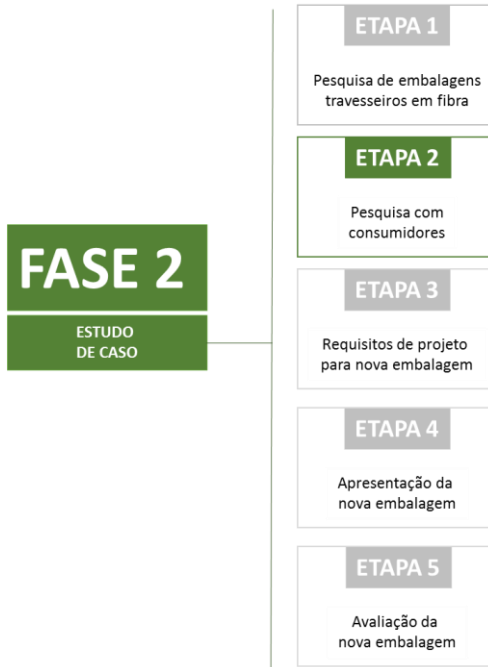 FASE 2
ESTUDO
DE CASO
ETAPA 1
Pesquisa de embalagens
travesseiros em fibra
ETAPA 2
Pesquisa com
consumidores
ETAPA 3
Requisitos de projeto
para nova embalagem
ETAPA 4
Apresentação da
nova embalagem
ETAPA 5
Avaliação da
nova embalagem